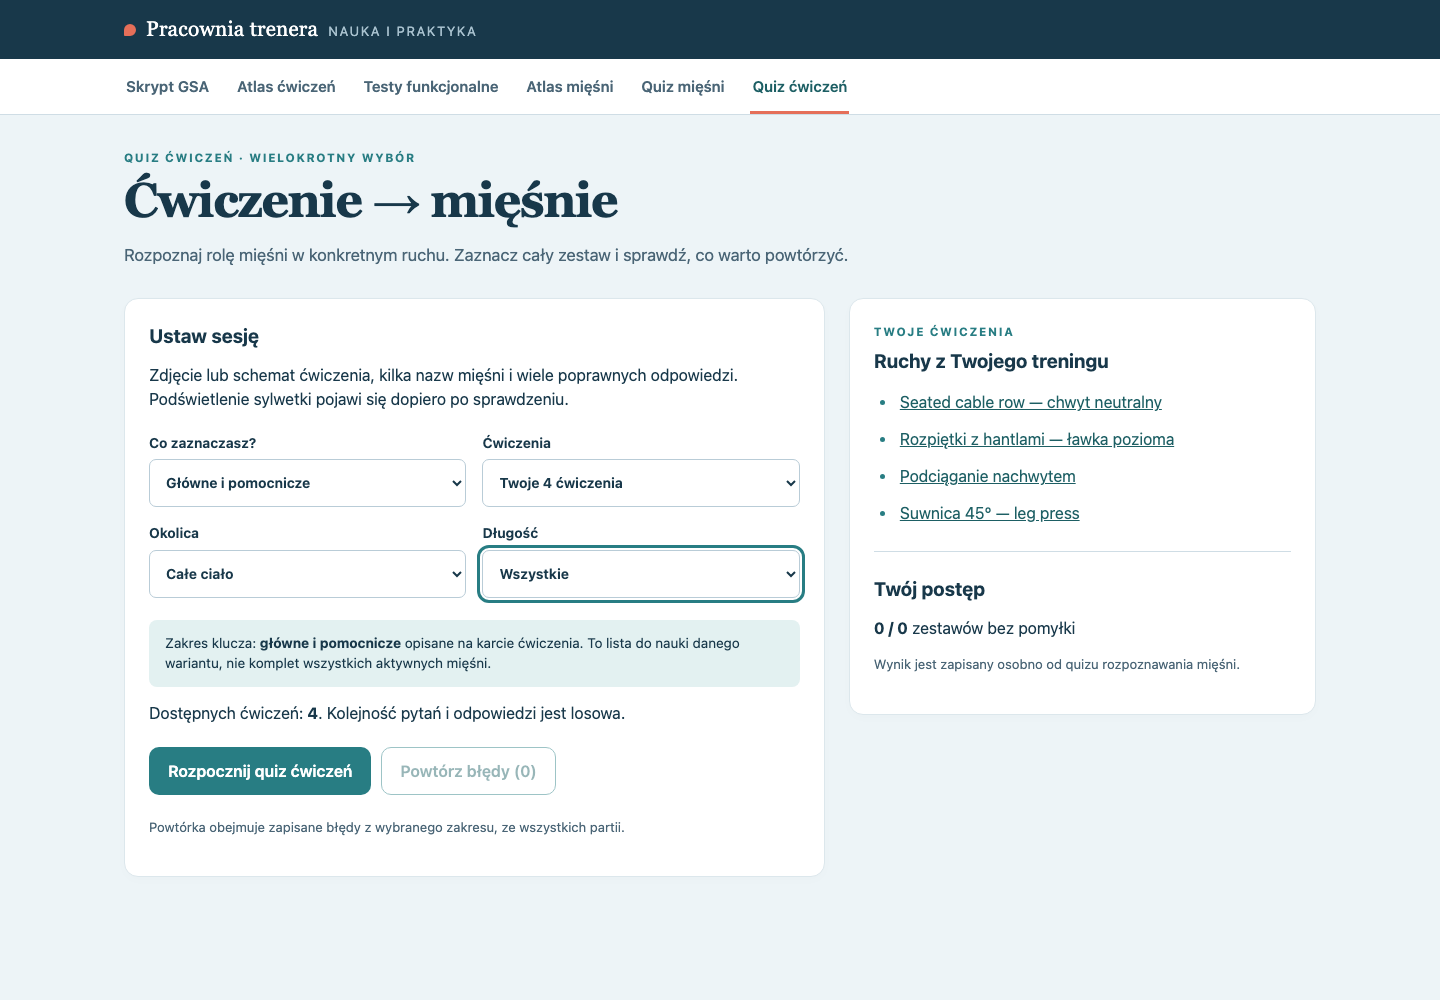 Pracownia trenera NAUKA I PRAKTYKA
Skrypt GSA Atlas ćwiczeń Testy funkcjonalne Atlas mięśni Quiz mięśni Quiz ćwiczeń
QUIZ ĆWICZEŃ · WIELOKROTNY WYBÓR
Ćwiczenie → mięśnie
Rozpoznaj rolę mięśni w konkretnym ruchu. Zaznacz cały zestaw i sprawdź, co warto powtórzyć.
Ustaw sesję
Zdjęcie lub schemat ćwiczenia, kilka nazw mięśni i wiele poprawnych odpowiedzi.
Podświetlenie sylwetki pojawi się dopiero po sprawdzeniu.
Co zaznaczasz?
Główne i pomocnicze
Ćwiczenia
Twoje 4 ćwiczenia
Okolica
Całe ciało
Długość
Wszystkie
Zakres klucza: główne i pomocnicze opisane na karcie ćwiczenia. To lista do nauki danego
wariantu, nie komplet wszystkich aktywnych mięśni.
Dostępnych ćwiczeń: 4. Kolejność pytań i odpowiedzi jest losowa.
Rozpocznij quiz ćwiczeń
Powtórz błędy (0)
Powtórka obejmuje zapisane błędy z wybranego zakresu, ze wszystkich partii.
TWOJE ĆWICZENIA
Ruchy z Twojego treningu
• Seated cable row — chwyt neutralny
• Rozpiętki z hantlami — ławka pozioma
• Podciąganie nachwytem
• Suwnica 45° — leg press
Twój postęp
0 / 0 zestawów bez pomyłki
Wynik jest zapisany osobno od quizu rozpoznawania mięśni.